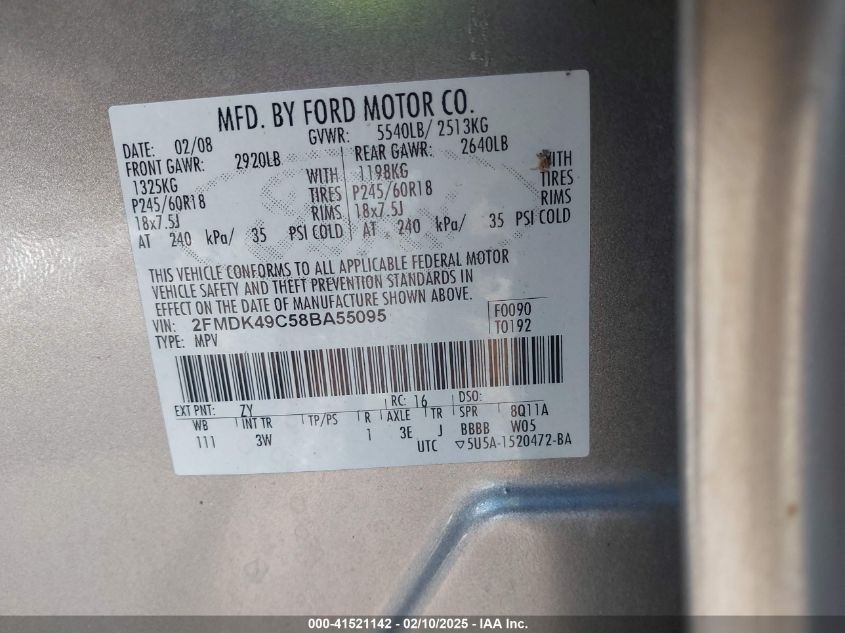 MFD. BY FORD MOTOR CO.
DATE: 02/08 GVWR: 5540LB/ 2513KG
FRONT GAWR: 2920LB REAR GAWR: 2640LB
1325KG WITH 1198KG WITH
P245/60R18 TIRES P245/60R18 TIRES
18x7.5J RIMS 18x7.5J RIMS
AT 240 kPa/ 35 PSI COLD AT 240 kPa/ 35 PSI COLD
THIS VEHICLE CONFORMS TO ALL APPLICABLE FEDERAL MOTOR
VEHICLE SAFETY AND THEFT PREVENTION STANDARDS IN
EFFECT ON THE DATE OF MANUFACTURE SHOWN ABOVE.
VIN: 2FMDK49C58BA55095 F0090
TYPE: MPV T0192
EXT PNT: ZY RC: 16 DSO:
WB INT TR TP/PS R AXLE TR SPR 8Q11A
111 3W 1 3E J BBBB W05
UTC ▽5U5A-1520472-BA
000-41521142 - 02/10/2025 - IAA Inc.